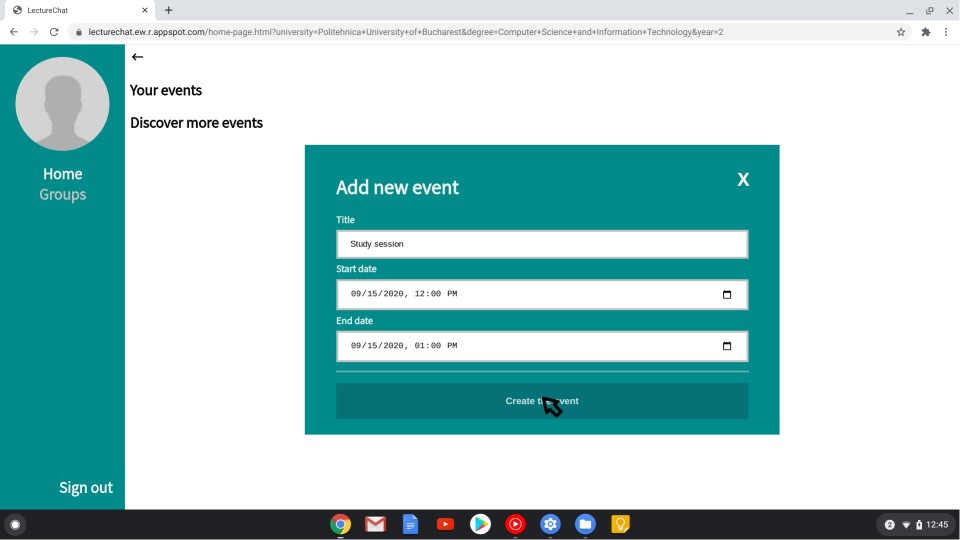 LectureChat
lecturechat.ew.r.appspot.com/home-page.html?university=Politehnica+University+of+Bucharest&degree=Computer+Science+and+Information+Technology&year=2
Your events
Discover more events
Home
Groups
Add new event
X
Title
Study session
Start date
09/15/2020, 12:00 PM
End date
09/15/2020, 01:00 PM
Create the event
Sign out
2
12:45